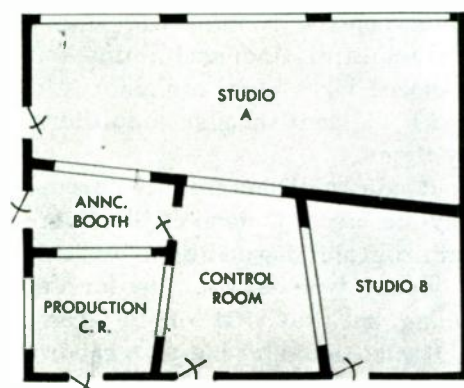 STUDIO
A
ANNC.
BOOTH
PRODUCTION
C.R.
CONTROL
ROOM
STUDIO B